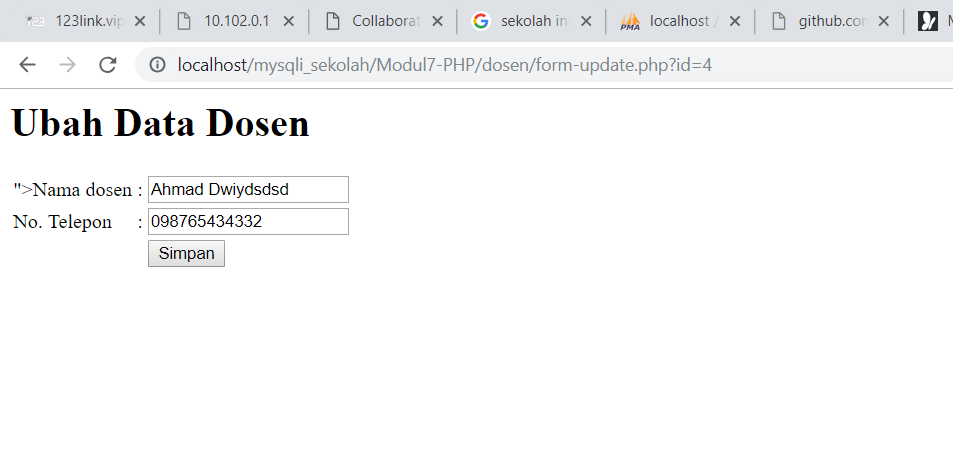 123link.vip
10.102.0.1
Collaborat
sekolah in
localhost /
github.com
localhost/mysqli_sekolah/Modul7-PHP/dosen/form-update.php?id=4
Ubah Data Dosen
">Nama dosen : Ahmad Dwiydsdsd
No. Telepon : 098765434332
Simpan